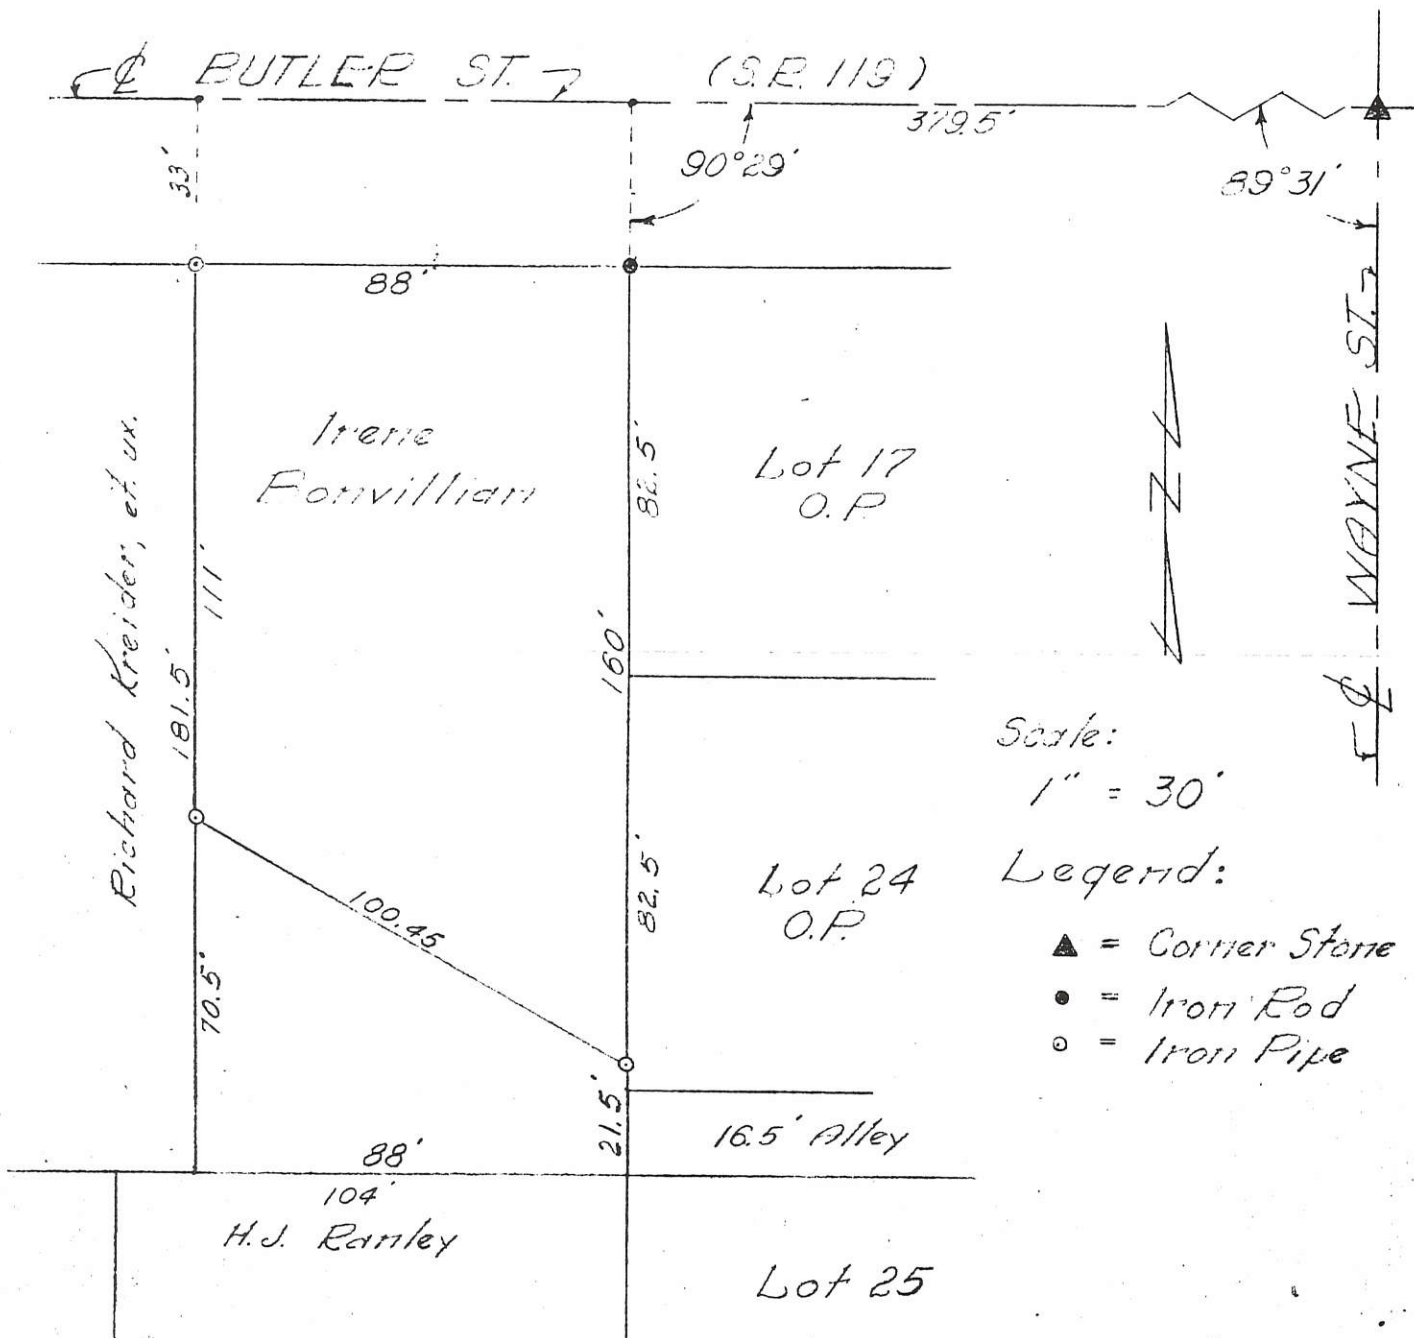 ℄ BUTLER ST. (S.R. 119)
379.5'
33'
90°29'
89°31'
88'
℄ WAYNE ST.
Irene
Bonvillian
Richard Kreider, et. ux.
111'
181.5'
82.5'
160'
Lot 17
O.P.
N
Scale:
1" = 30'
Legend:
▲ = Corner Stone
● = Iron Rod
⊙ = Iron Pipe
100.45
82.5'
Lot 24
O.P.
70.5'
21.5'
16.5' Alley
88'
104'
H.J. Ranley
Lot 25